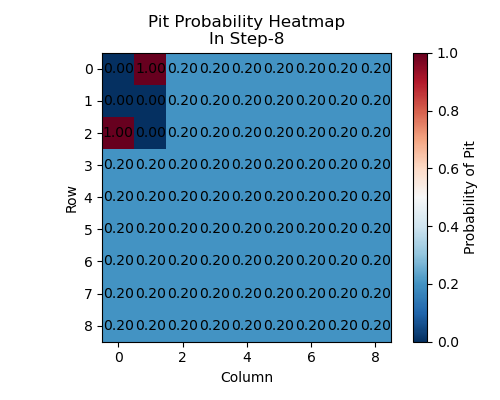 Pit Probability Heatmap
In Step-8
0 0.00 1.00 0.20 0.20 0.20 0.20 0.20 0.20 0.20
1 0.00 0.00 0.20 0.20 0.20 0.20 0.20 0.20 0.20
2 1.00 0.00 0.20 0.20 0.20 0.20 0.20 0.20 0.20
3 0.20 0.20 0.20 0.20 0.20 0.20 0.20 0.20 0.20
4 0.20 0.20 0.20 0.20 0.20 0.20 0.20 0.20 0.20
5 0.20 0.20 0.20 0.20 0.20 0.20 0.20 0.20 0.20
6 0.20 0.20 0.20 0.20 0.20 0.20 0.20 0.20 0.20
7 0.20 0.20 0.20 0.20 0.20 0.20 0.20 0.20 0.20
8 0.20 0.20 0.20 0.20 0.20 0.20 0.20 0.20 0.20
0 2 4 6 8
Column
Row
1.0
0.8
0.6
0.4
0.2
0.0
Probability of Pit